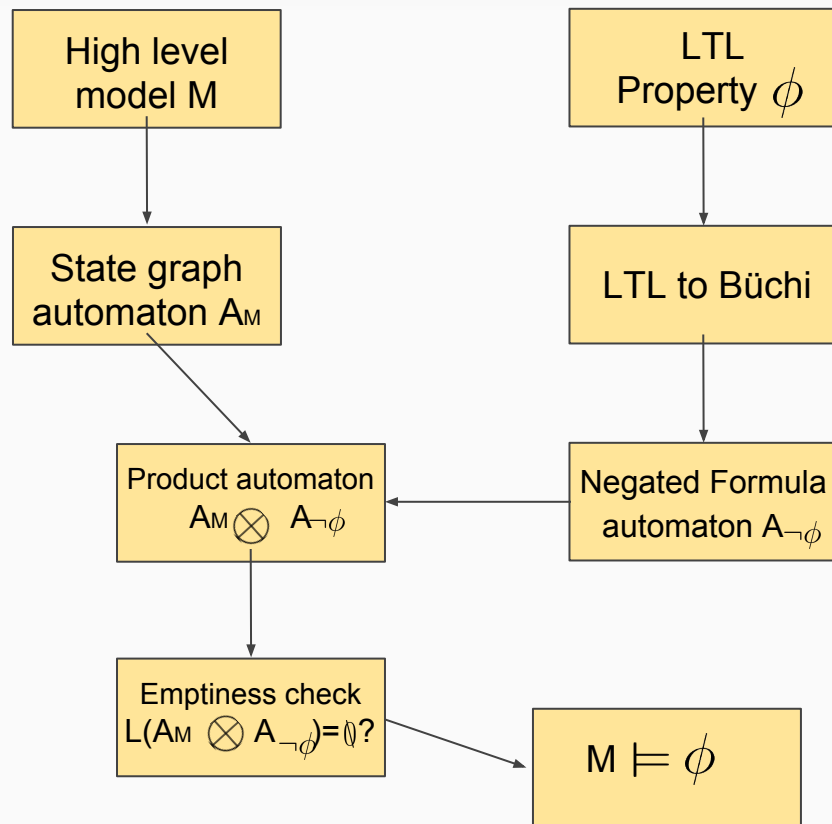 High level
model M
LTL
Property ϕ
State graph
automaton AM
LTL to Büchi
Product automaton
AM ⊗ A¬ϕ
Negated Formula
automaton A¬ϕ
Emptiness check
L(AM ⊗ A¬ϕ)=∅?
M ⊨ ϕ